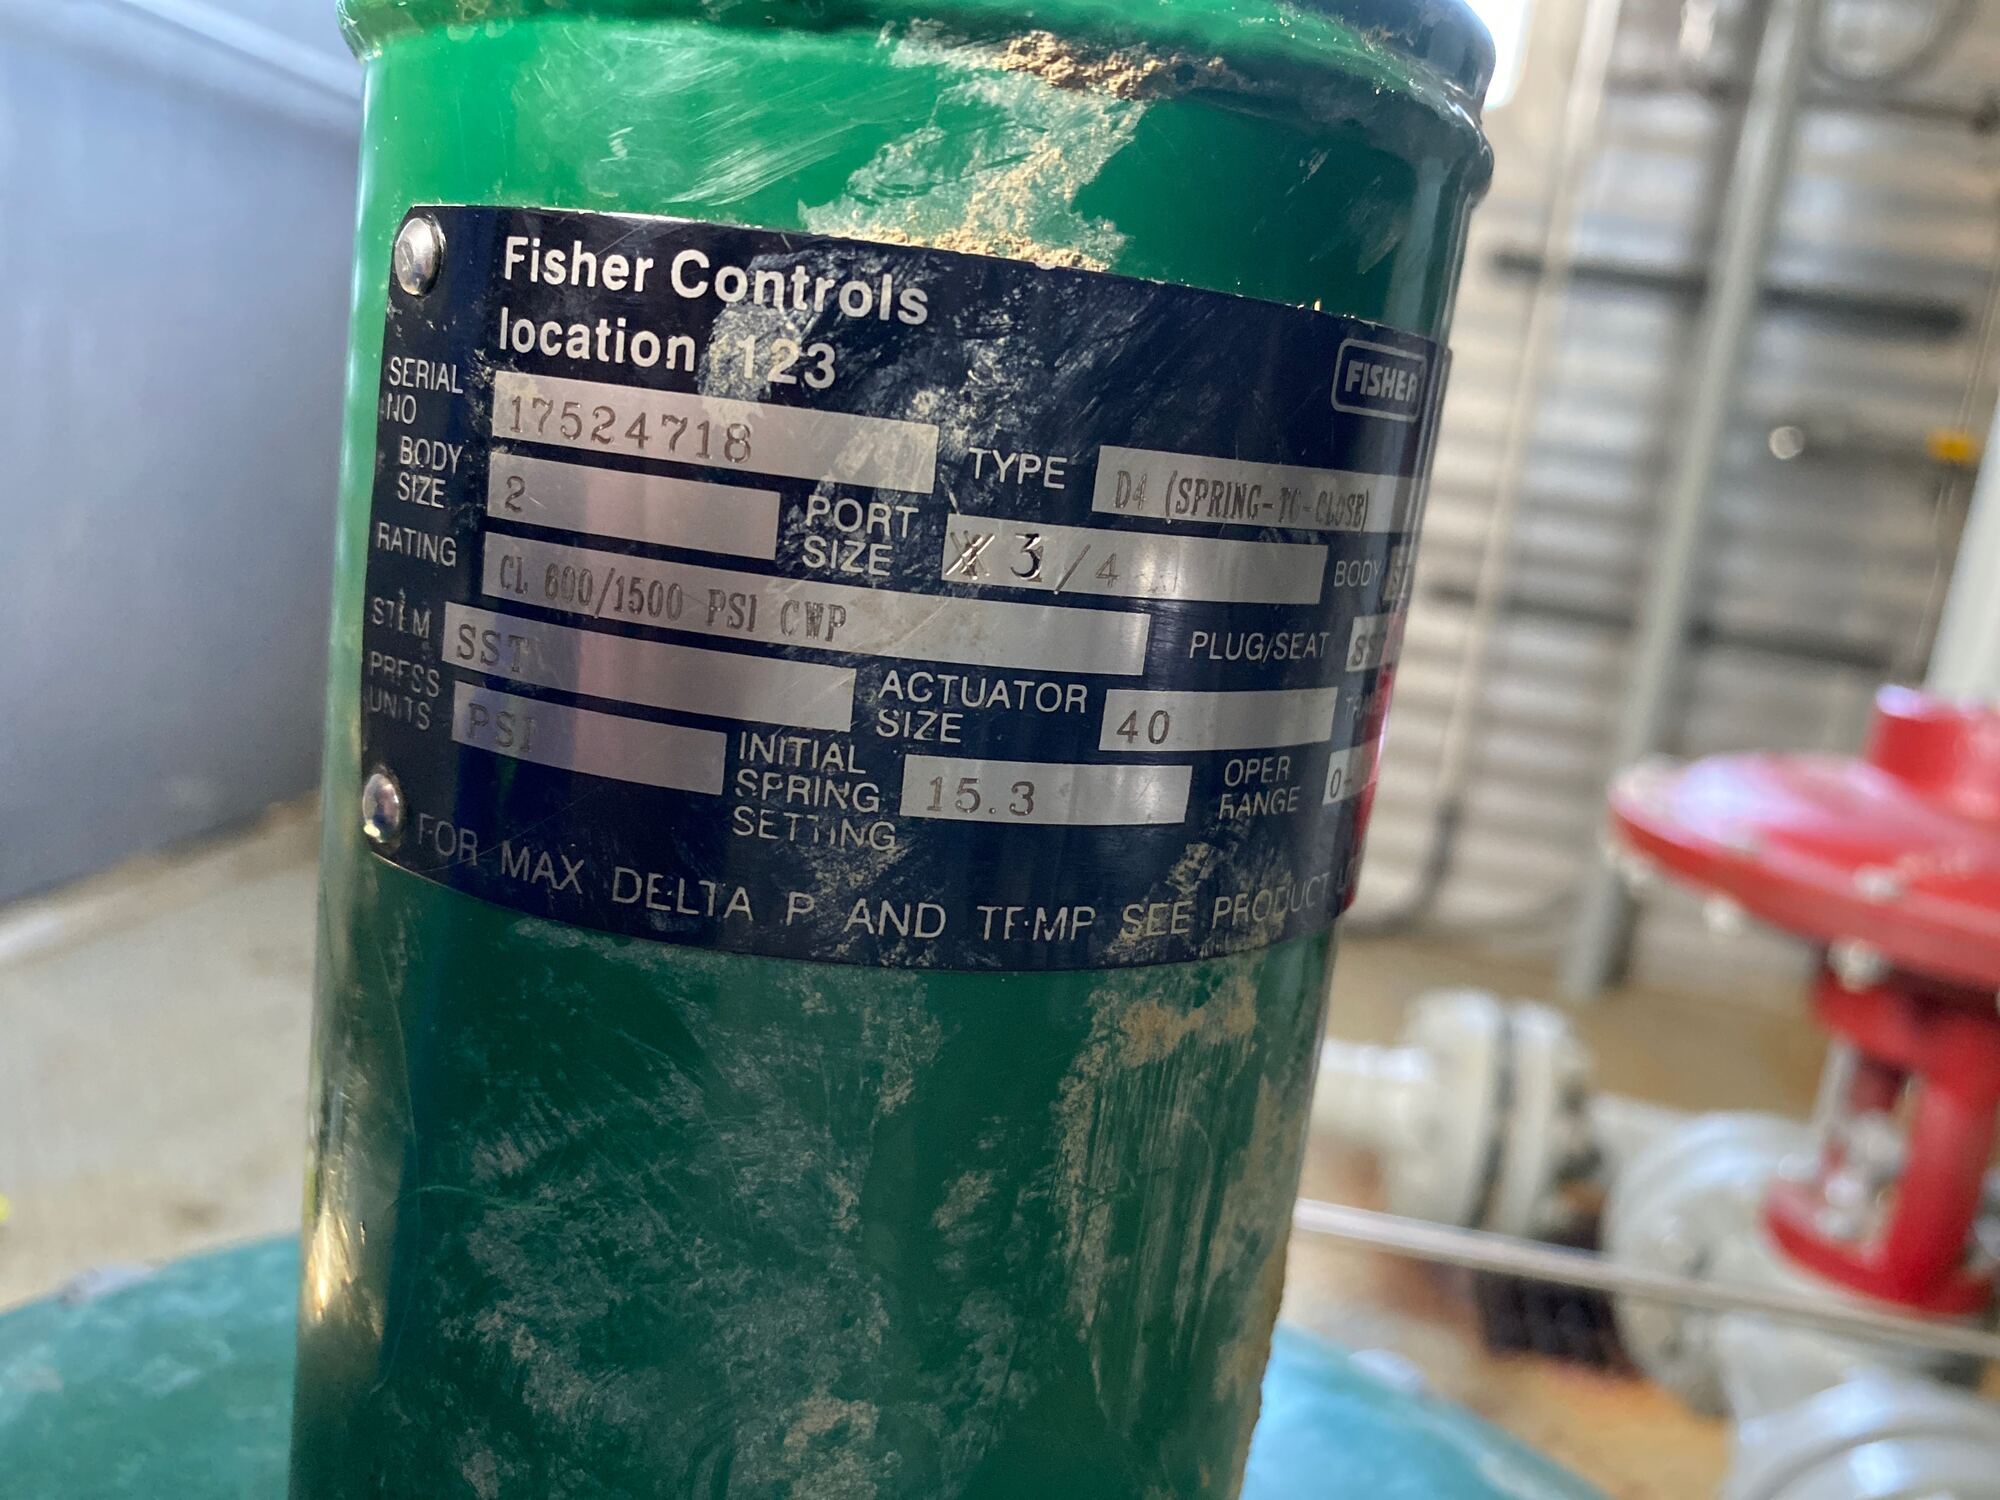 Fisher Controls
location 123
FISHER
SERIAL NO 17524718 TYPE D4 (SPRING-TO-CLOSE)
BODY SIZE 2 PORT SIZE 3/4 BODY
RATING CL 600/1500 PSI CWP PLUG/SEAT SST
STEM SST ACTUATOR SIZE 40
PRESS UNITS PSI INITIAL SPRING SETTING 15.3 OPER RANGE 0-
FOR MAX DELTA P AND TEMP SEE PRODUCT